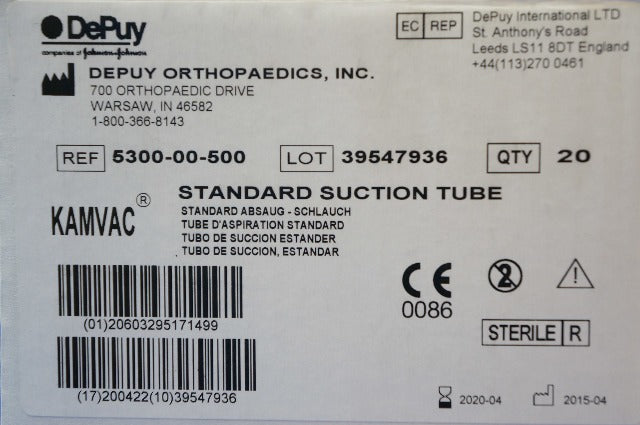 DePuy
companies of Johnson & Johnson
EC REP
DePuy International LTD
St. Anthony's Road
Leeds LS11 8DT England
+44(113)270 0461
DEPUY ORTHOPAEDICS, INC.
700 ORTHOPAEDIC DRIVE
WARSAW, IN 46582
1-800-366-8143
REF 5300-00-500 LOT 39547936 QTY 20
KAMVAC®
STANDARD SUCTION TUBE
STANDARD ABSAUG - SCHLAUCH
TUBE D'ASPIRATION STANDARD
TUBO DE SUCCION ESTANDER
TUBO DE SUCCION, ESTANDAR
(01)20603295171499
CE
0086
2
STERILE R
(17)200422(10)39547936
2020-04
2015-04